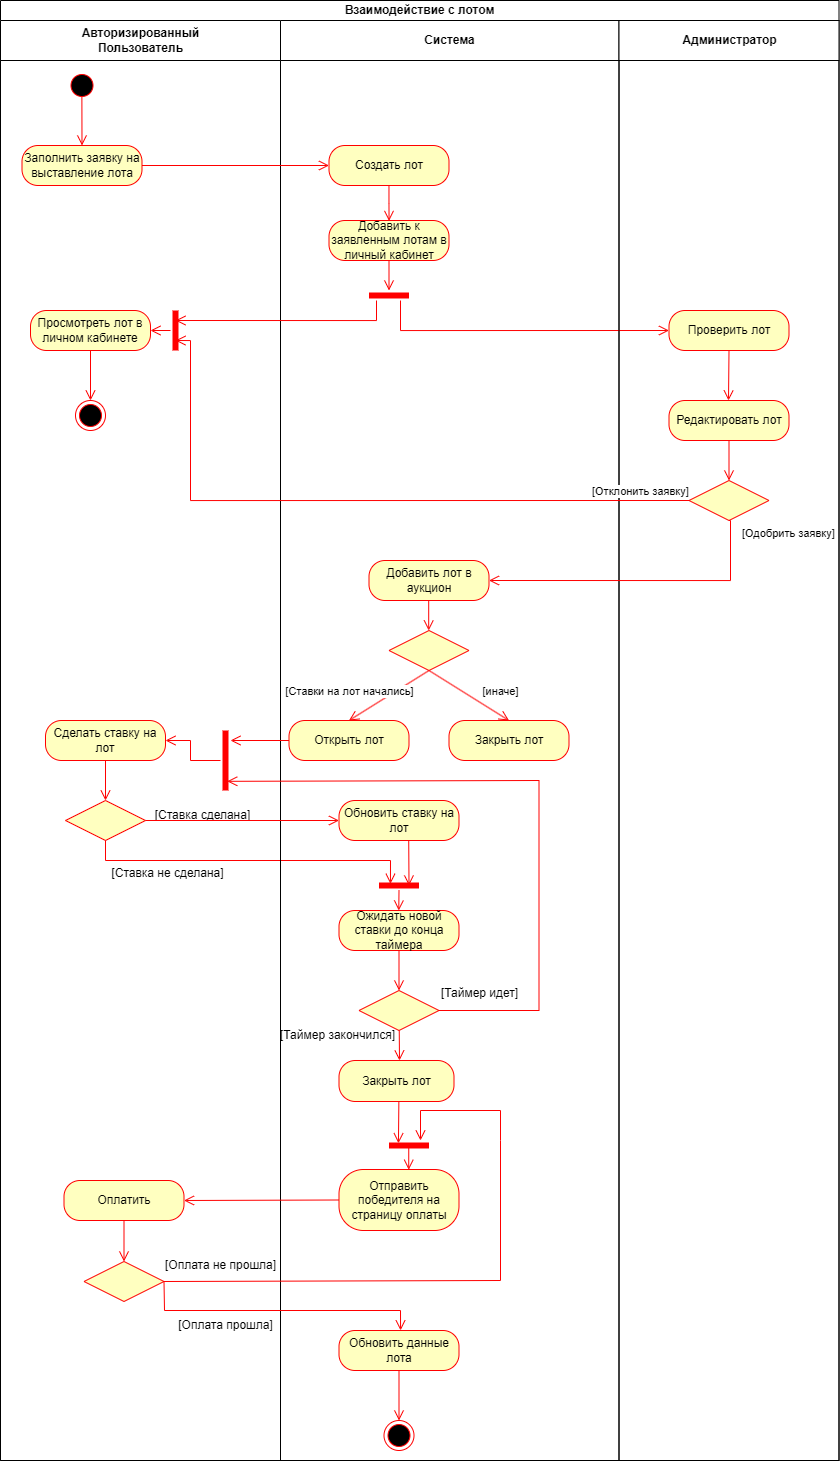 Взаимодействие с лотом
Авторизированный
Пользователь
Система
Администратор
Заполнить заявку на
выставление лота
Создать лот
Добавить к
заявленным лотам в
личный кабинет
Просмотреть лот в
личном кабинете
Проверить лот
Редактировать лот
[Отклонить заявку]
[Одобрить заявку]
Добавить лот в
аукцион
[Ставки на лот начались]
[иначе]
Сделать ставку на
лот
Открыть лот
Закрыть лот
[Ставка сделана]
Обновить ставку на
лот
[Ставка не сделана]
Ожидать новой
ставки до конца
таймера
[Таймер идет]
[Таймер закончился]
Закрыть лот
Отправить
победителя на
страницу оплаты
Оплатить
[Оплата не прошла]
[Оплата прошла]
Обновить данные
лота